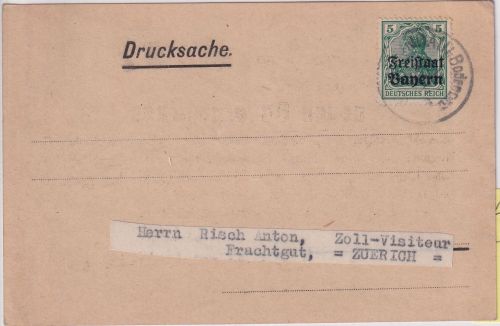 Drucksache.
5 5
Freistaat
Bayern
DEUTSCHES REICH
Herrn Risch Anton, Zoll-Visiteur
Frachtgut, = ZUERICH =